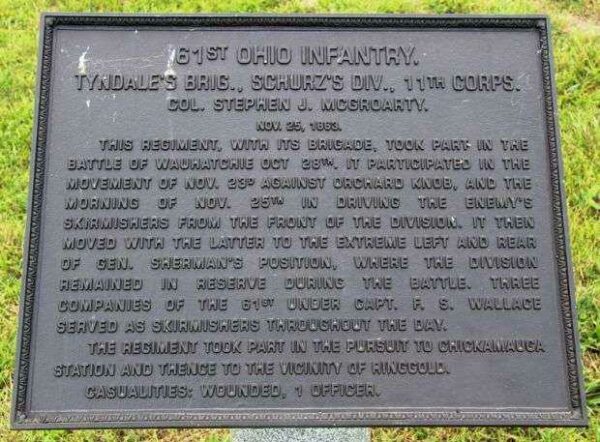 61ST OHIO INFANTRY.
TYNDALE'S BRIG., SCHURZ'S DIV., 11TH CORPS.
COL. STEPHEN J. MCGROARTY.
NOV. 25, 1863.
THIS REGIMENT, WITH ITS BRIGADE, TOOK PART IN THE
BATTLE OF WAUHATCHIE OCT 28TH. IT PARTICIPATED IN THE
MOVEMENT OF NOV. 23D AGAINST ORCHARD KNOB, AND THE
MORNING OF NOV. 25TH IN DRIVING THE ENEMY'S
SKIRMISHERS FROM THE FRONT OF THE DIVISION. IT THEN
MOVED WITH THE LATTER TO THE EXTREME LEFT AND REAR
OF GEN. SHERMAN'S POSITION, WHERE THE DIVISION
REMAINED IN RESERVE DURING THE BATTLE. THREE
COMPANIES OF THE 61ST UNDER CAPT. F. S. WALLACE
SERVED AS SKIRMISHERS THROUGHOUT THE DAY.
THE REGIMENT TOOK PART IN THE PURSUIT TO CHICKAMAUGA
STATION AND THENCE TO THE VICINITY OF RINGGOLD.
CASUALITIES: WOUNDED, 1 OFFICER.